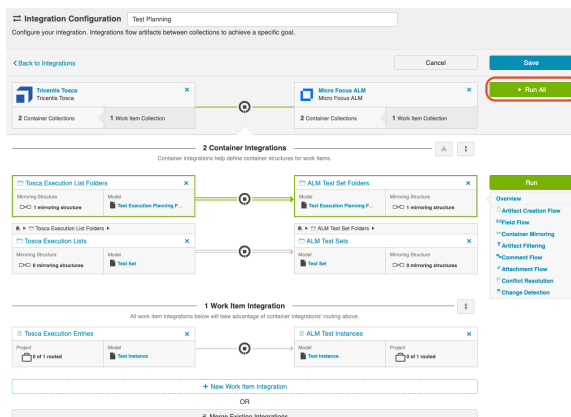 Integration Configuration Test Planning
Configure your integration. Integrations flow artifacts between collections to achieve a specific goal.
Back to Integrations Cancel Save
Run All
Tricentis Tosca
Tricentis Tosca
Micro Focus ALM
Micro Focus ALM
2 Container Collections 1 Work Item Collection 2 Container Collections 1 Work Item Collection
2 Container Integrations
Container integrations help define container structures for work items.
Tosca Execution List Folders ALM Test Set Folders Run
Mirroring Structure Model Model Mirroring Structure
1 mirroring structure Test Execution Planning F... Test Execution Planning F... 1 mirroring structure
Overview
Artifact Creation Flow
Field Flow
Container Mirroring
Artifact Filtering
Comment Flow
Attachment Flow
Conflict Resolution
Change Detection
Tosca Execution List Folders ALM Test Set Folders
Tosca Execution Lists ALM Test Sets
Mirroring Structure Model Model Mirroring Structure
0 mirroring structures Test Set Test Set 0 mirroring structures
1 Work Item Integration
All work item integrations below will take advantage of container integrations' routing above.
Tosca Execution Entries ALM Test Instances
Project Model Model Project
0 of 1 routed Test Instance Test Instance 0 of 1 routed
+ New Work Item Integration
OR
Merge Existing Integrations